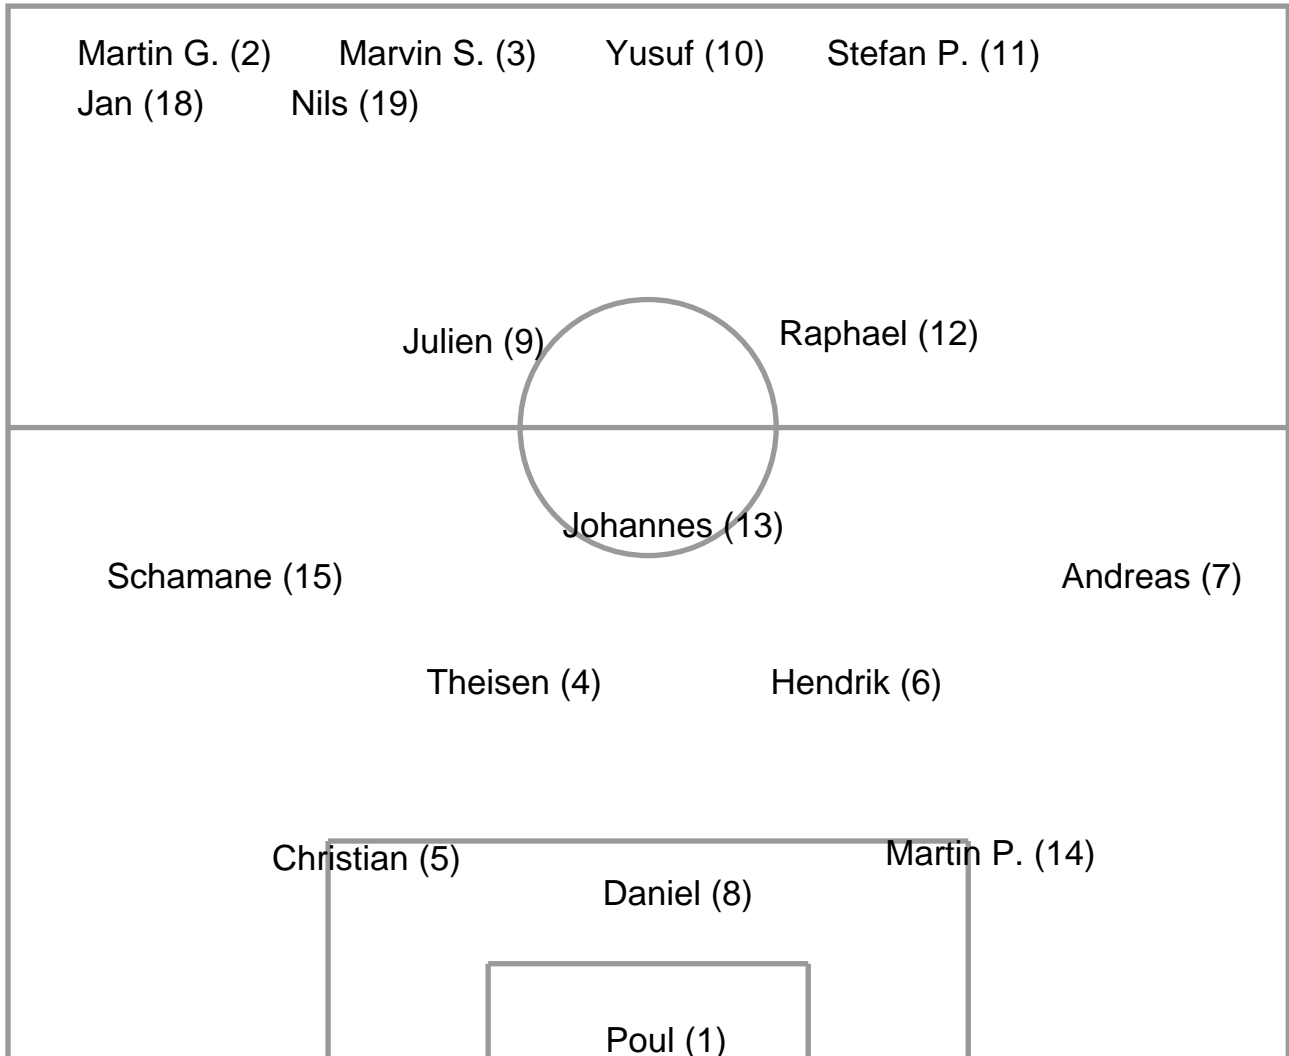 Martin G. (2) Marvin S. (3) Yusuf (10) Stefan P. (11)
Jan (18) Nils (19)
Julien (9) Raphael (12)
Johannes (13)
Schamane (15) Andreas (7)
Theisen (4) Hendrik (6)
Christian (5) Martin P. (14)
Daniel (8)
Poul (1)